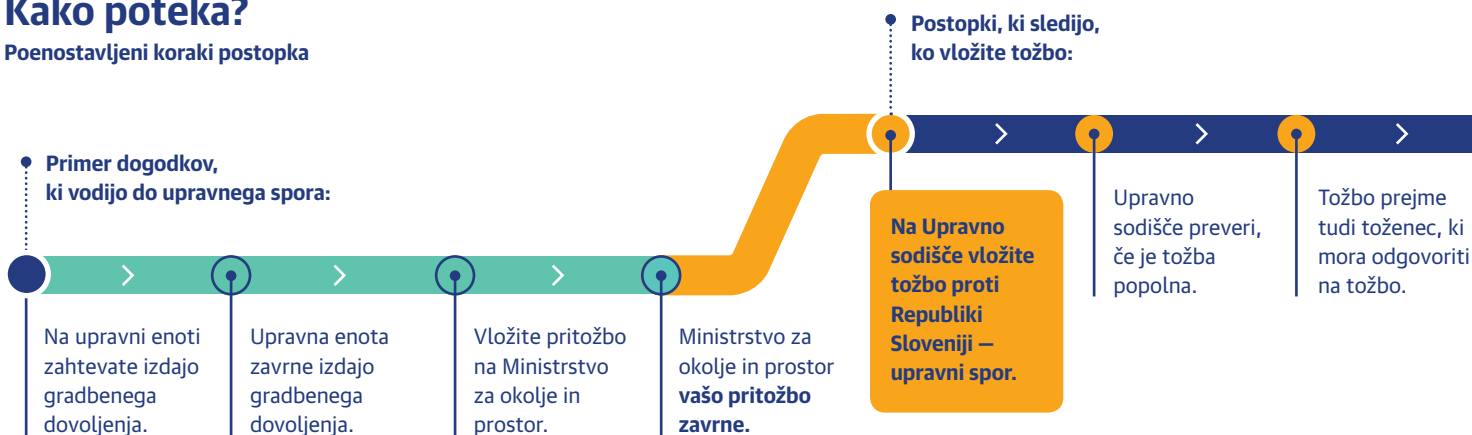 Kako poteka?
Poenostavljeni koraki postopka
Primer dogodkov,
ki vodijo do upravnega spora:
Na upravni enoti
zahtevate izdajo
gradbenega
dovoljenja.
Upravna enota
zavrne izdajo
gradbenega
dovoljenja.
Vložite pritožbo
na Ministrstvo
za okolje in
prostor.
Ministrstvo za
okolje in prostor
vašo pritožbo
zavrne.
Postopki, ki sledijo,
ko vložite tožbo:
Na Upravno
sodišče vložite
tožbo proti
Republiki
Sloveniji –
upravni spor.
Upravno
sodišče preveri,
če je tožba
popolna.
Tožbo prejme
tudi toženec, ki
mora odgovoriti
na tožbo.